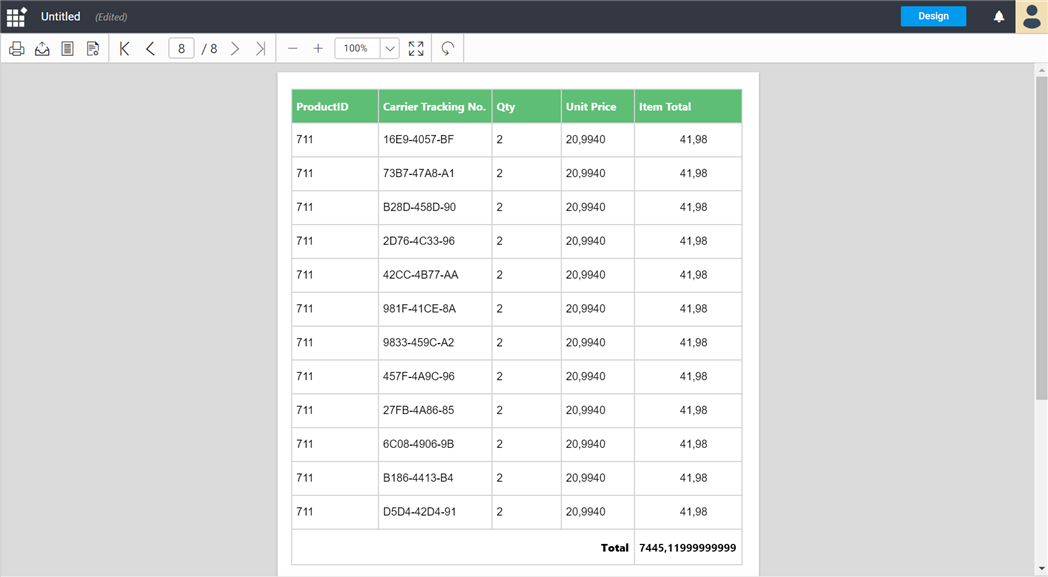 Untitled (Edited) Design
8 / 8 100%
ProductID Carrier Tracking No. Qty Unit Price Item Total
711 16E9-4057-BF 2 20,9940 41,98
711 73B7-47A8-A1 2 20,9940 41,98
711 B28D-458D-90 2 20,9940 41,98
711 2D76-4C33-96 2 20,9940 41,98
711 42CC-4B77-AA 2 20,9940 41,98
711 981F-41CE-8A 2 20,9940 41,98
711 9833-459C-A2 2 20,9940 41,98
711 457F-4A9C-96 2 20,9940 41,98
711 27FB-4A86-85 2 20,9940 41,98
711 6C08-4906-9B 2 20,9940 41,98
711 B186-4413-B4 2 20,9940 41,98
711 D5D4-42D4-91 2 20,9940 41,98
Total 7445,11999999999